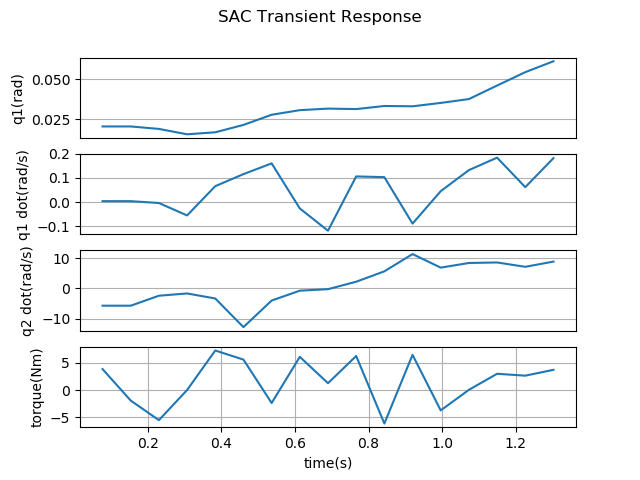 SAC Transient Response
q1(rad)
0.050
0.025
q1 dot(rad/s)
0.2
0.1
0.0
−0.1
q2 dot(rad/s)
10
0
−10
torque(Nm)
5
0
−5
0.2 0.4 0.6 0.8 1.0 1.2
time(s)